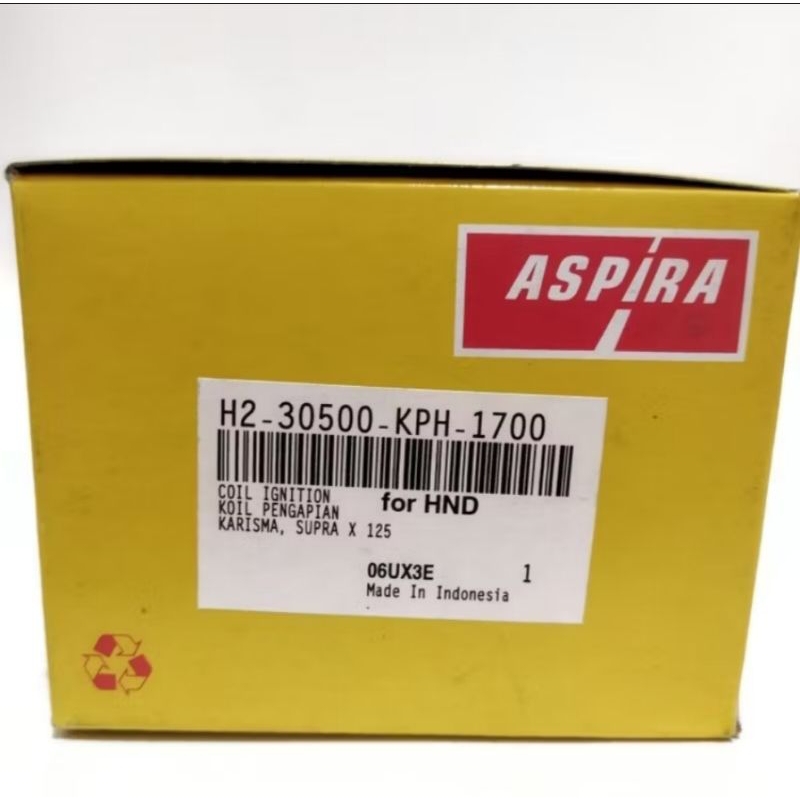 ASPIRA
H2-30500-KPH-1700
COIL IGNITION
KOIL PENGAPIAN
for HND
KARISMA, SUPRA X 125
06UX3E 1
Made In Indonesia